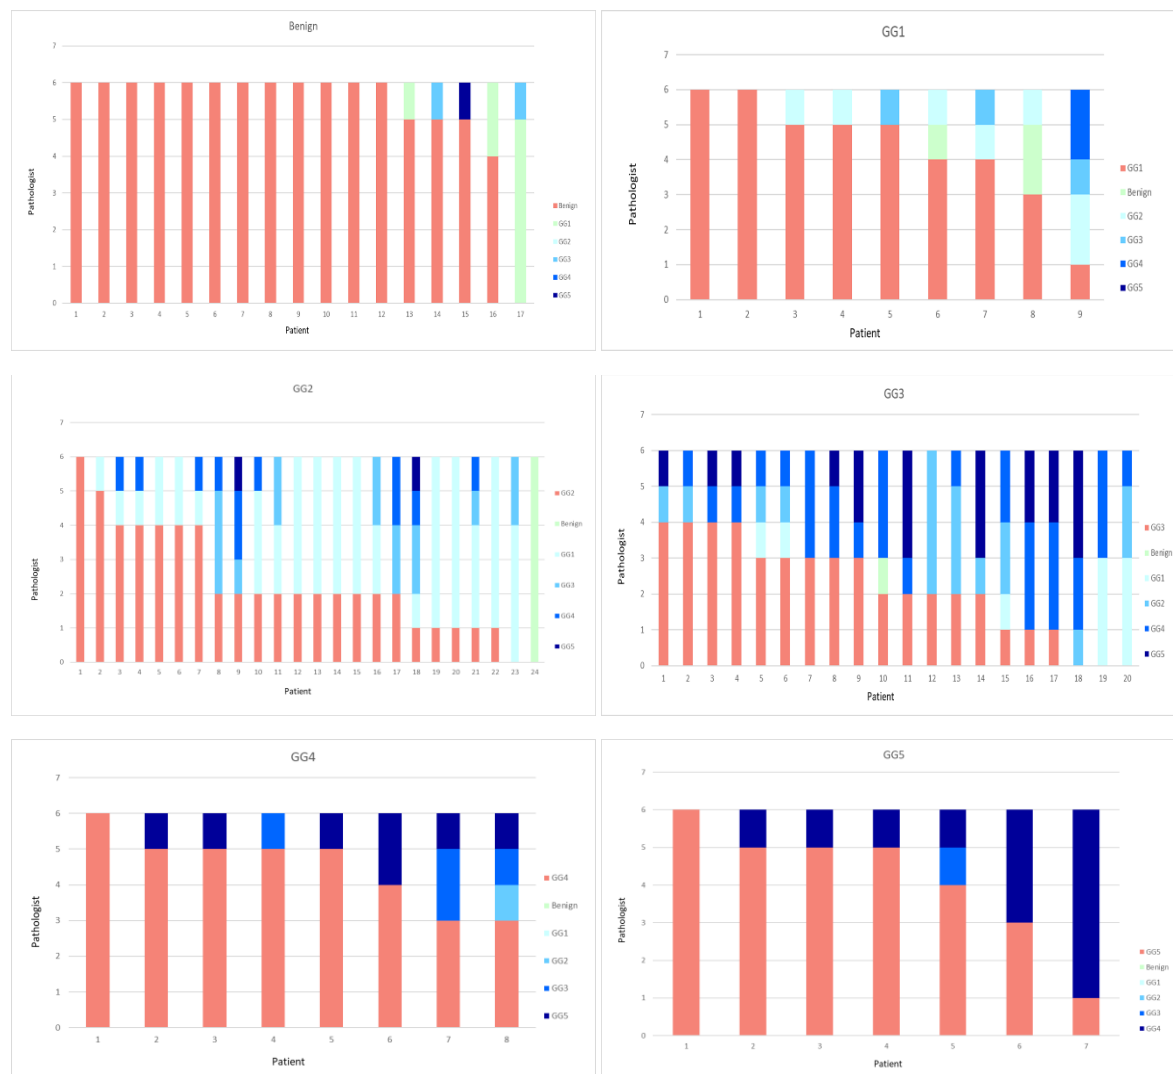 Benign
7
6
5
4
3
2
1
0
Pathologist
1 2 3 4 5 6 7 8 9 10 11 12 13 14 15 16 17
Patient
Benign
GG1
GG2
GG3
GG4
GG5
GG1
7
6
5
4
3
2
1
0
Pathologist
1 2 3 4 5 6 7 8 9
Patient
GG1
Benign
GG2
GG3
GG4
GG5
GG2
7
6
5
4
3
2
1
0
Pathologist
1 2 3 4 5 6 7 8 9 10 11 12 13 14 15 16 17 18 19 20 21 22 23 24
Patient
GG2
Benign
GG1
GG3
GG4
GG5
GG3
7
6
5
4
3
2
1
0
Pathologist
1 2 3 4 5 6 7 8 9 10 11 12 13 14 15 16 17 18 19 20
Patient
GG3
Benign
GG1
GG2
GG4
GG5
GG4
7
6
5
4
3
2
1
0
Pathologist
1 2 3 4 5 6 7 8
Patient
GG4
Benign
GG1
GG2
GG3
GG5
GG5
7
6
5
4
3
2
1
0
Pathologist
1 2 3 4 5 6 7
Patient
GG5
Benign
GG1
GG2
GG3
GG4